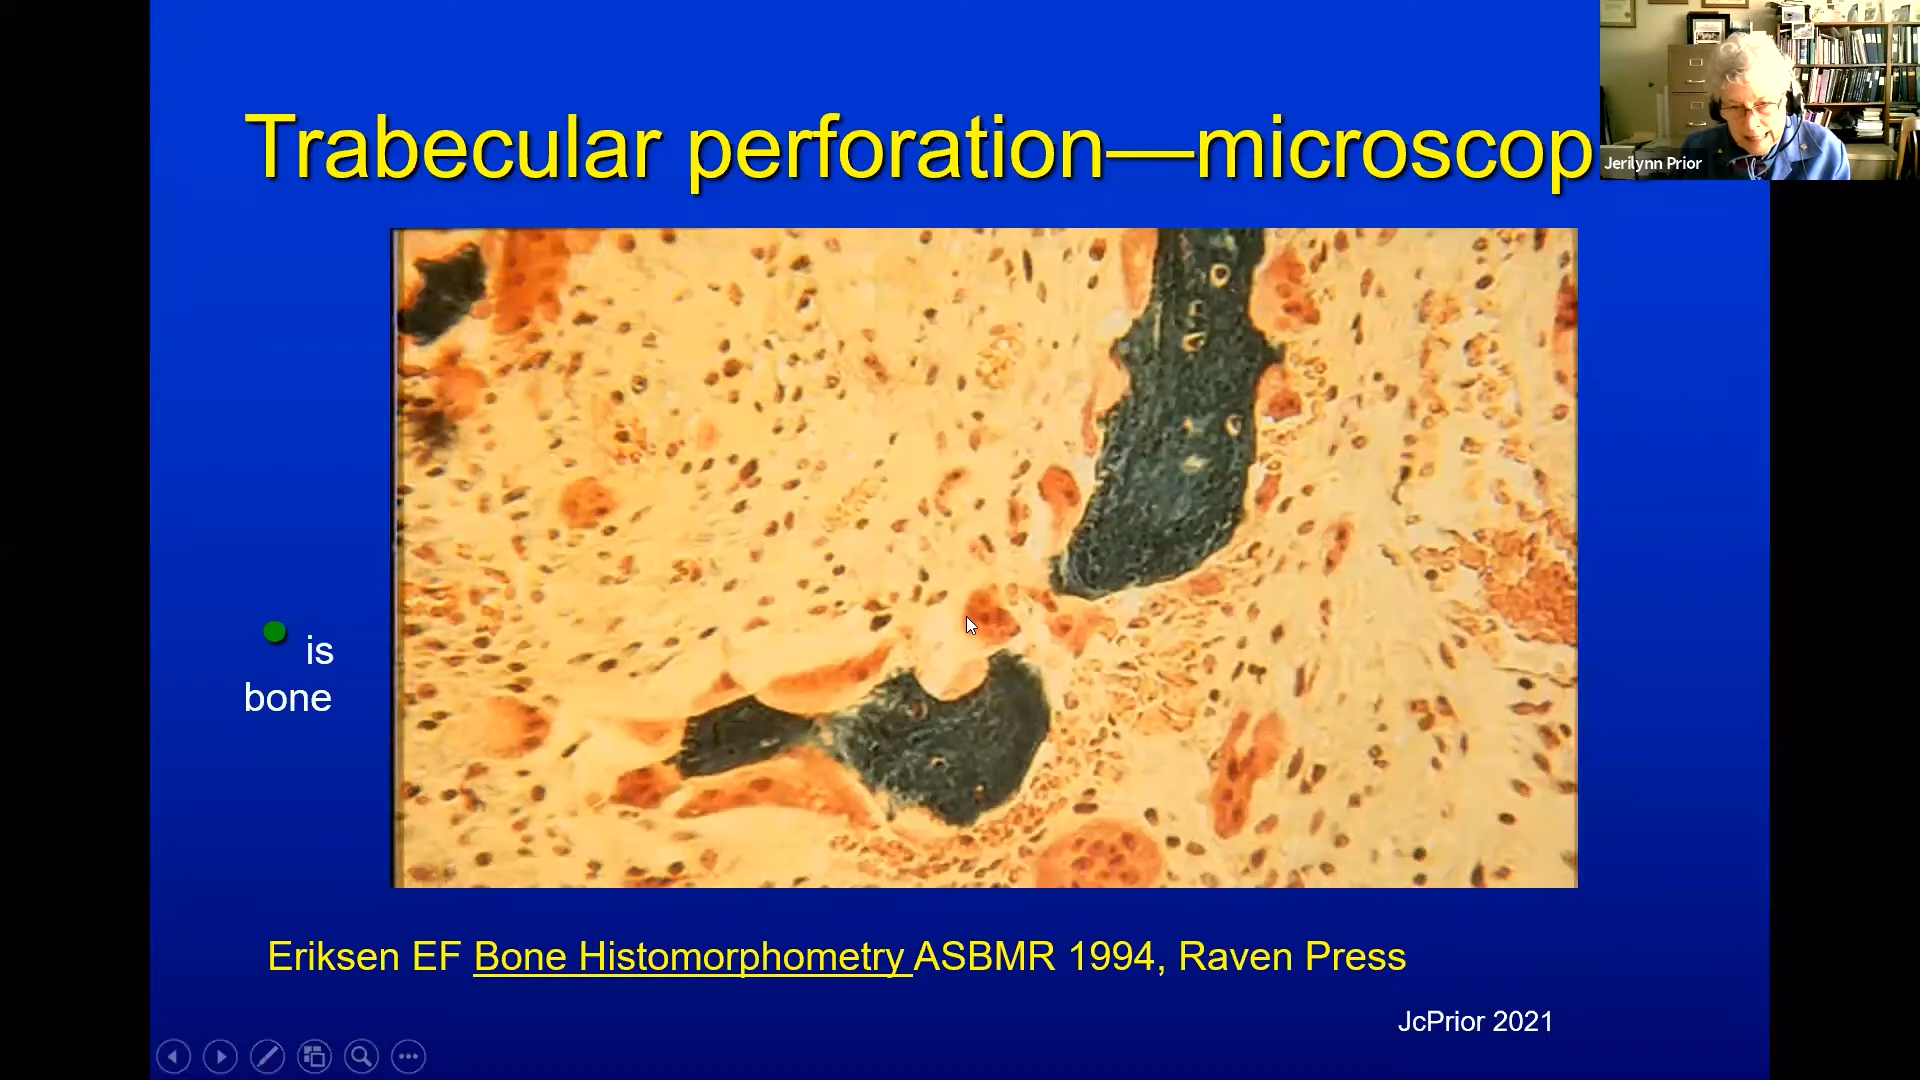 Trabecular perforation—microscop
Jerilynn Prior
is
bone
Eriksen EF Bone Histomorphometry ASBMR 1994, Raven Press
JcPrior 2021